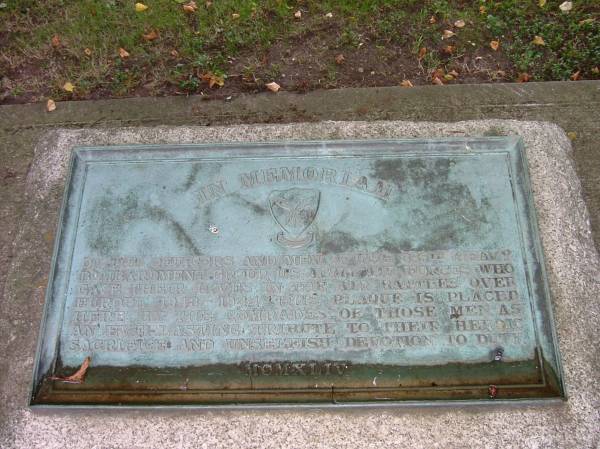 IN MEMORIAM
TO THE OFFICERS AND MEN OF THE HEAVY
BOMBARDMENT GROUP U.S. ARMY AIR FORCES WHO
GAVE THEIR LIVES IN THE AIR BATTLES OVER
EUROPE THIS PLAQUE IS PLACED
HERE BY THE COMRADES OF THOSE MEN AS
AN EVERLASTING TRIBUTE TO THEIR HEROIC
SACRIFICE AND UNSELFISH DEVOTION TO DUTY
MCMXLIV